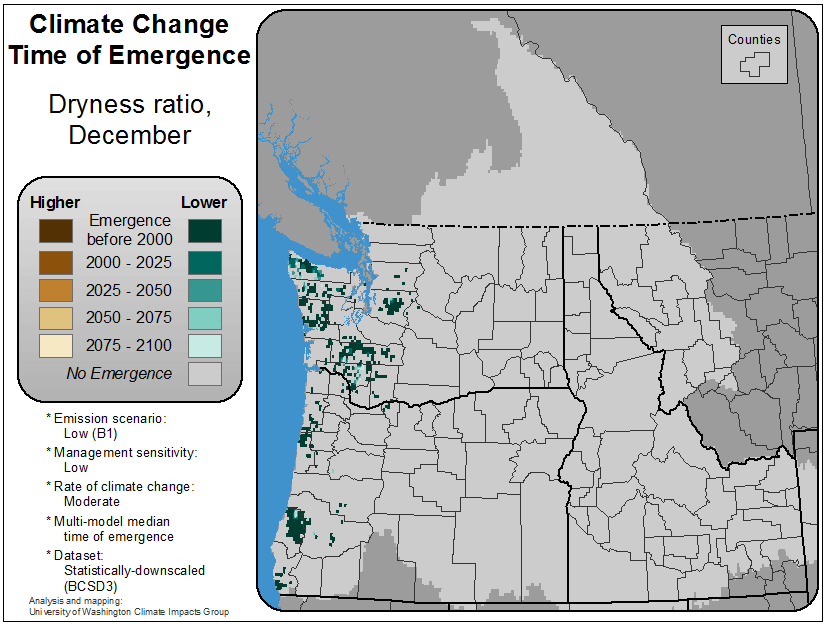 Climate Change
Time of Emergence
Dryness ratio,
December
Higher Lower
Emergence
before 2000
2000 - 2025
2025 - 2050
2050 - 2075
2075 - 2100
No Emergence
* Emission scenario:
Low (B1)
* Management sensitivity:
Low
* Rate of climate change:
Moderate
* Multi-model median
time of emergence
* Dataset:
Statistically-downscaled
(BCSD3)
Analysis and mapping:
University of Washington Climate Impacts Group
Counties